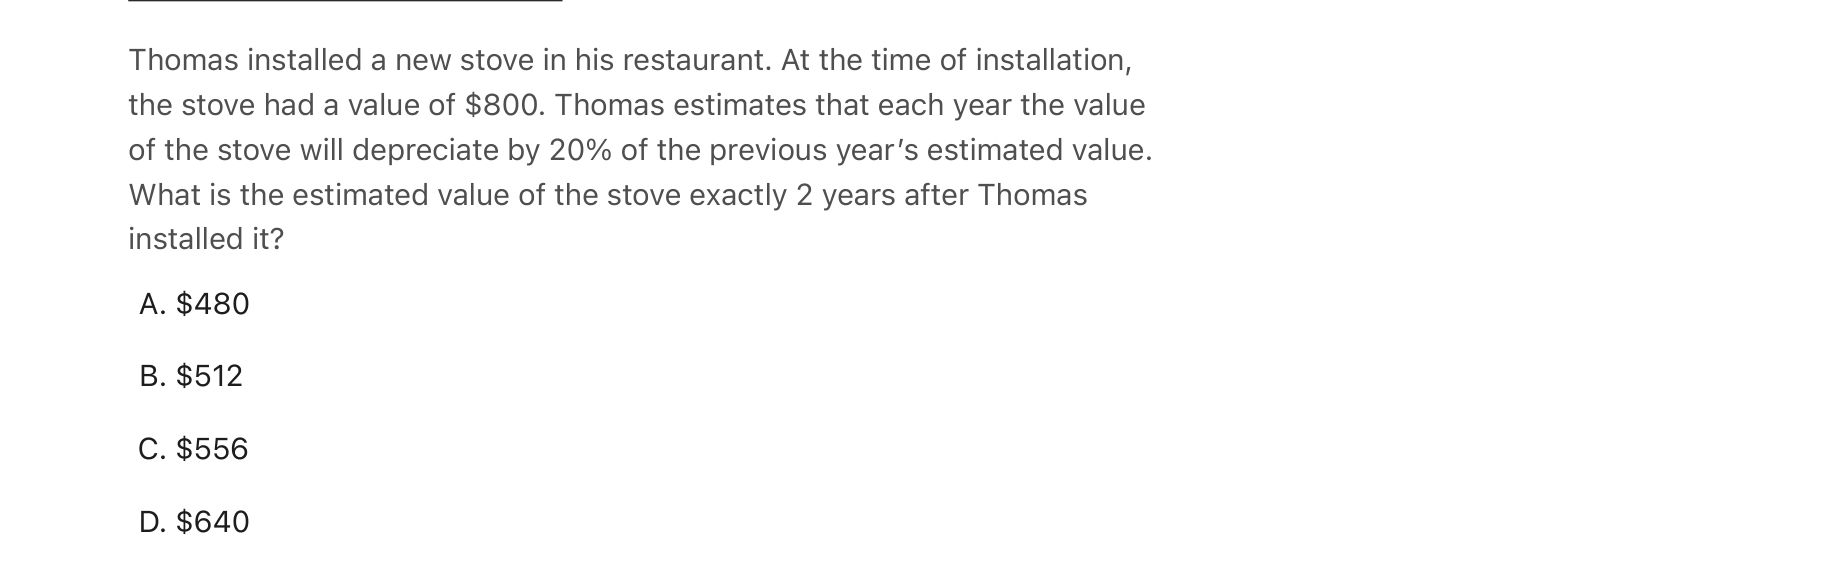 Thomas installed a new stove in his restaurant. At the time of installation,
the stove had a value of $800. Thomas estimates that each year the value
of the stove will depreciate by 20% of the previous year’s estimated value.
What is the estimated value of the stove exactly 2 years after Thomas
installed it?
A. $480
B. $512
C. $556
D. $640